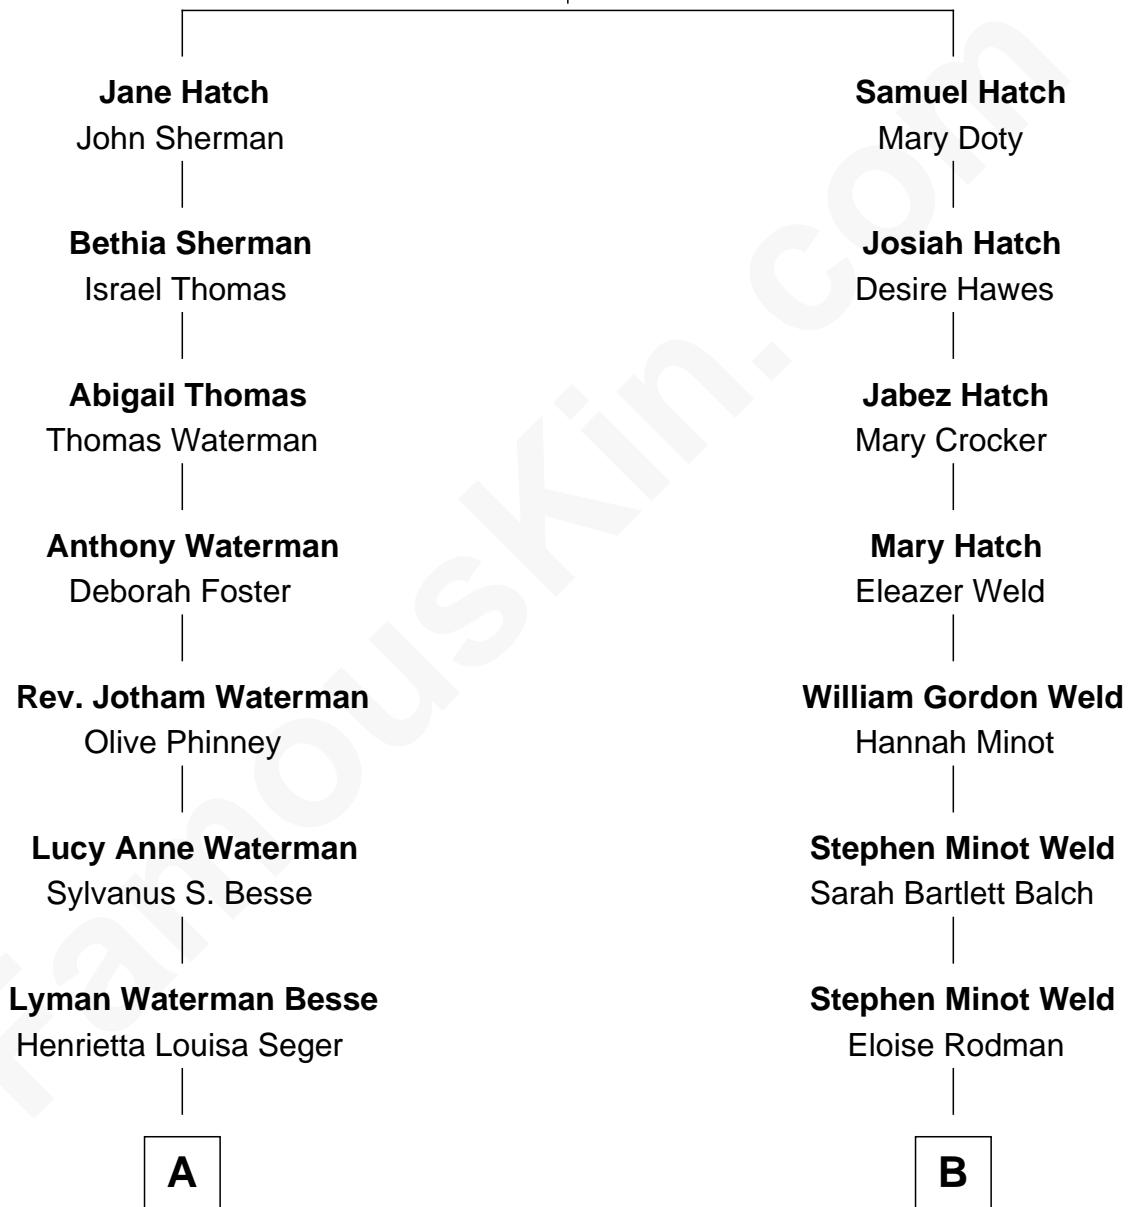 Jane Hatch
John Sherman
Samuel Hatch
Mary Doty
Bethia Sherman
Israel Thomas
Josiah Hatch
Desire Hawes
Abigail Thomas
Thomas Waterman
Jabez Hatch
Mary Crocker
Anthony Waterman
Deborah Foster
Mary Hatch
Eleazer Weld
Rev. Jotham Waterman
Olive Phinney
William Gordon Weld
Hannah Minot
Lucy Anne Waterman
Sylvanus S. Besse
Stephen Minot Weld
Sarah Bartlett Balch
Lyman Waterman Besse
Henrietta Louisa Seger
Stephen Minot Weld
Eloise Rodman
A
B
FamousKin.com